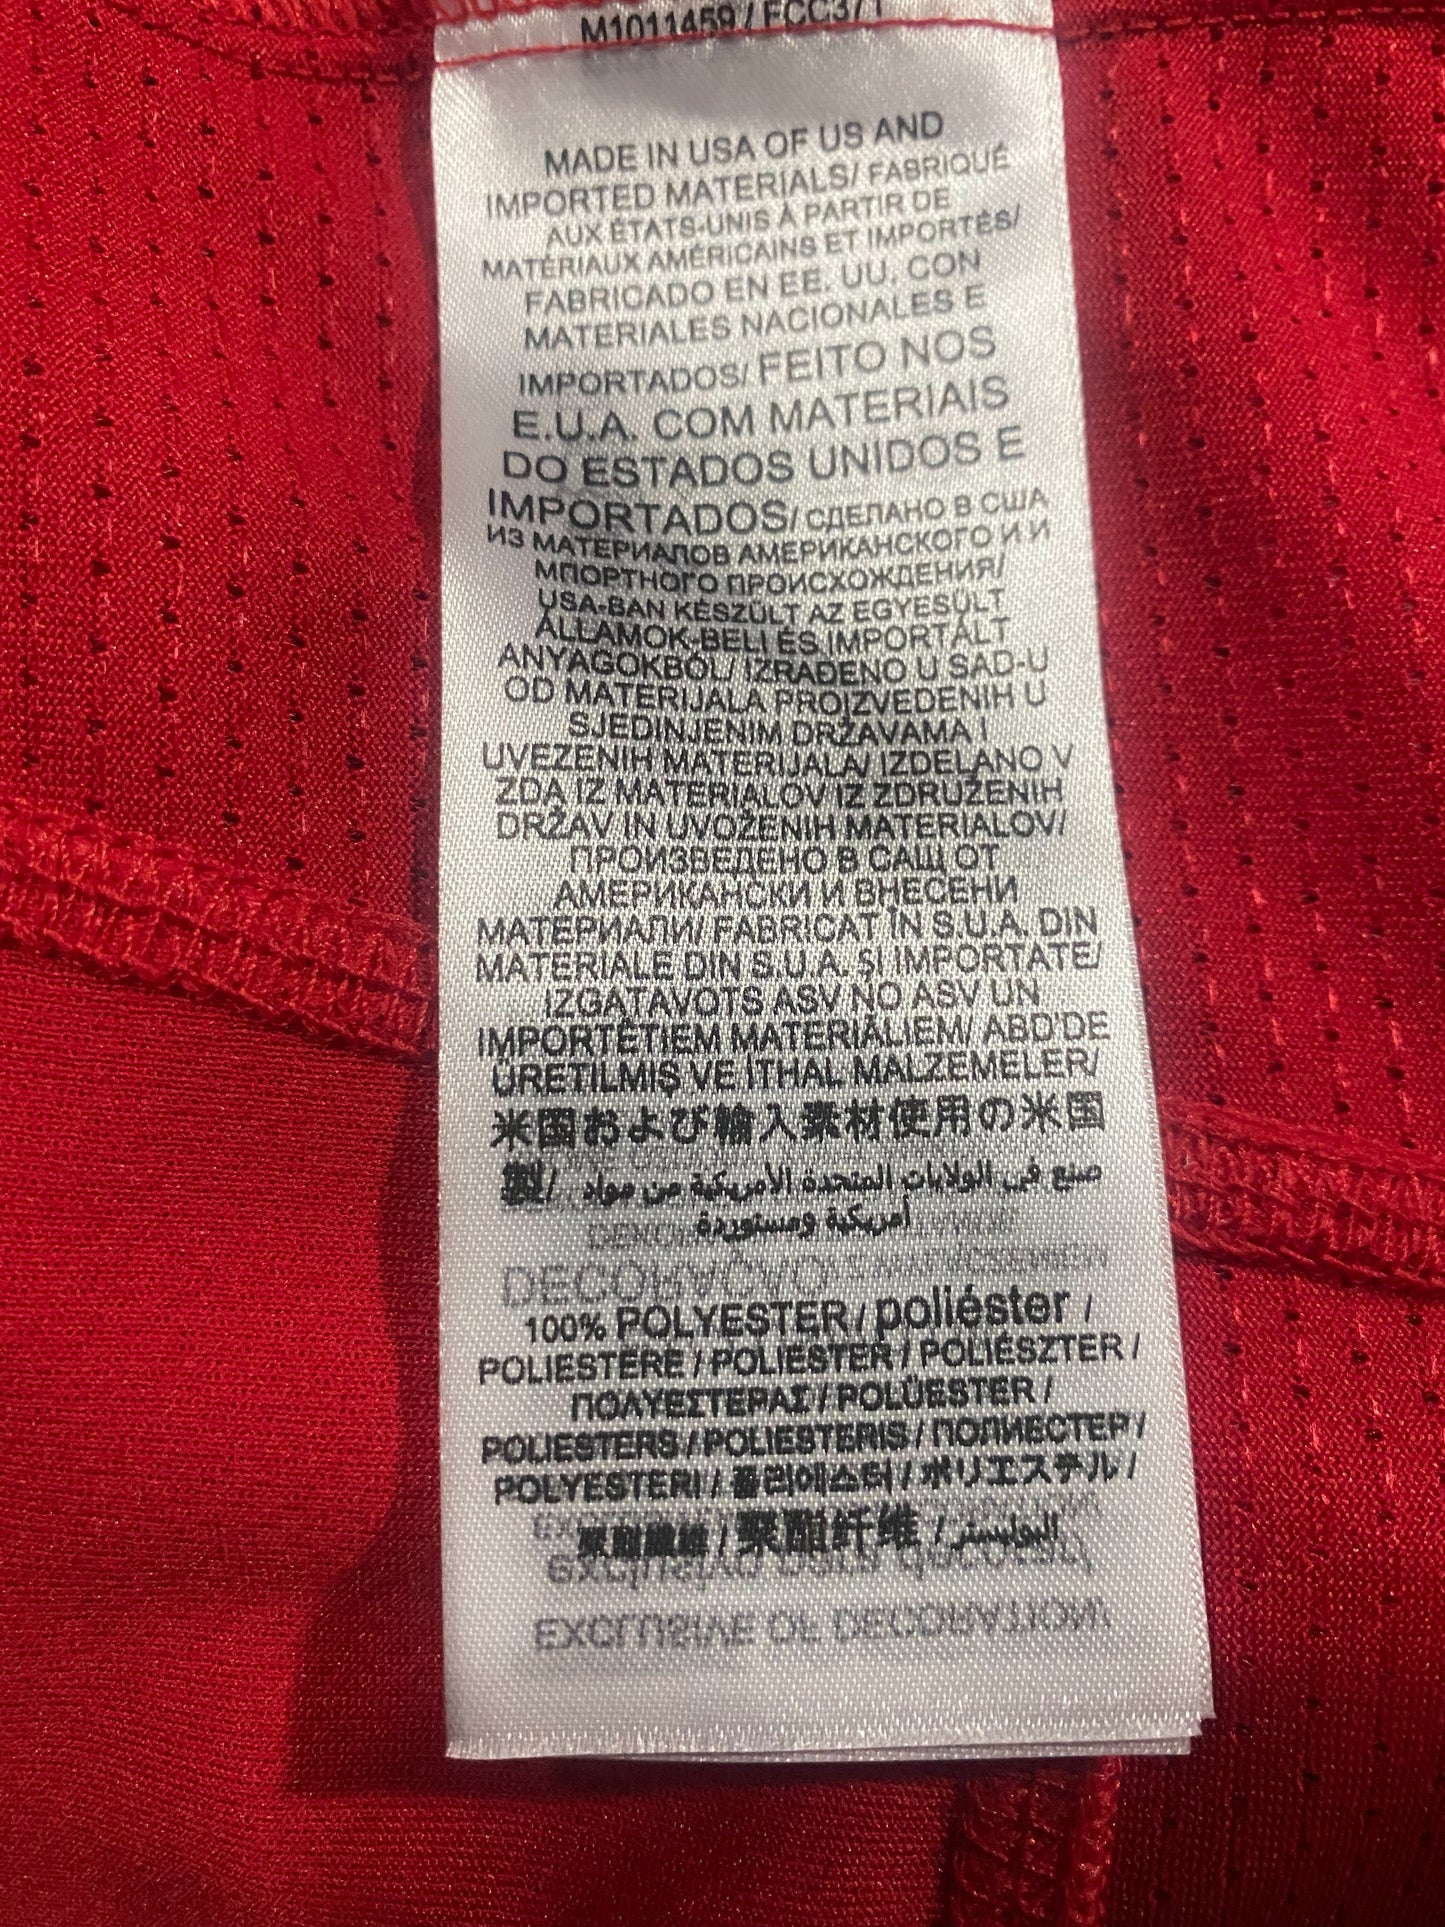 M1011459 / FCC371
MADE IN USA OF US AND
IMPORTED MATERIALS/ FABRIQUÉ
AUX ÉTATS-UNIS À PARTIR DE
MATÉRIAUX AMÉRICAINS ET IMPORTÉS/
FABRICADO EN EE. UU. CON
MATERIALES NACIONALES E
IMPORTADOS/ FEITO NOS
E.U.A. COM MATERIAIS
DO ESTADOS UNIDOS E
IMPORTADOS/ СДЕЛАНО В США
ИЗ МАТЕРИАЛОВ АМЕРИКАНСКОГО И И
МПОРТНОГО ПРОИСХОЖДЕНИЯ/
USA-BAN KÉSZÜLT AZ EGYESÜLT
ÁLLAMOK-BELI ÉS IMPORTÁLT
ANYAGOKBÓL/ IZRAĐENO U SAD-U
OD MATERIJALA PROIZVEDENIH U
SJEDINJENIM DRŽAVAMA I
UVEZENIH MATERIJALA/ IZDELANO V
ZDA IZ MATERIALOV IZ ZDRUŽENIH
DRŽAV IN UVOŽENIH MATERIALOV/
ПРОИЗВЕДЕНО В САЩ ОТ
АМЕРИКАНСКИ И ВНЕСЕНИ
МАТЕРИАЛИ/ FABRICAT ÎN S.U.A. DIN
MATERIALE DIN S.U.A. ȘI IMPORTATE/
IZGATAVOTS ASV NO ASV UN
IMPORTĒTIEM MATERIĀLIEM/ ABD'DE
ÜRETILMIŞ VE İTHAL MALZEMELER/
米国および輸入素材使用の米国
製/ صنع في الولايات المتحدة الأمريكية من مواد
أمريكية ومستوردة
100% POLYESTER / poliéster /
POLIESTERE / POLIESTER / POLIÉSZTER /
ΠΟΛΥΕΣΤΕΡΑΣ / POLÜESTER /
POLIESTERS / POLIESTERIS / ПОЛИЕСТЕР /
POLYESTERI / 폴리에스터 / ポリエステル /
聚酯纖維 / 聚酯纤维 / البوليستر